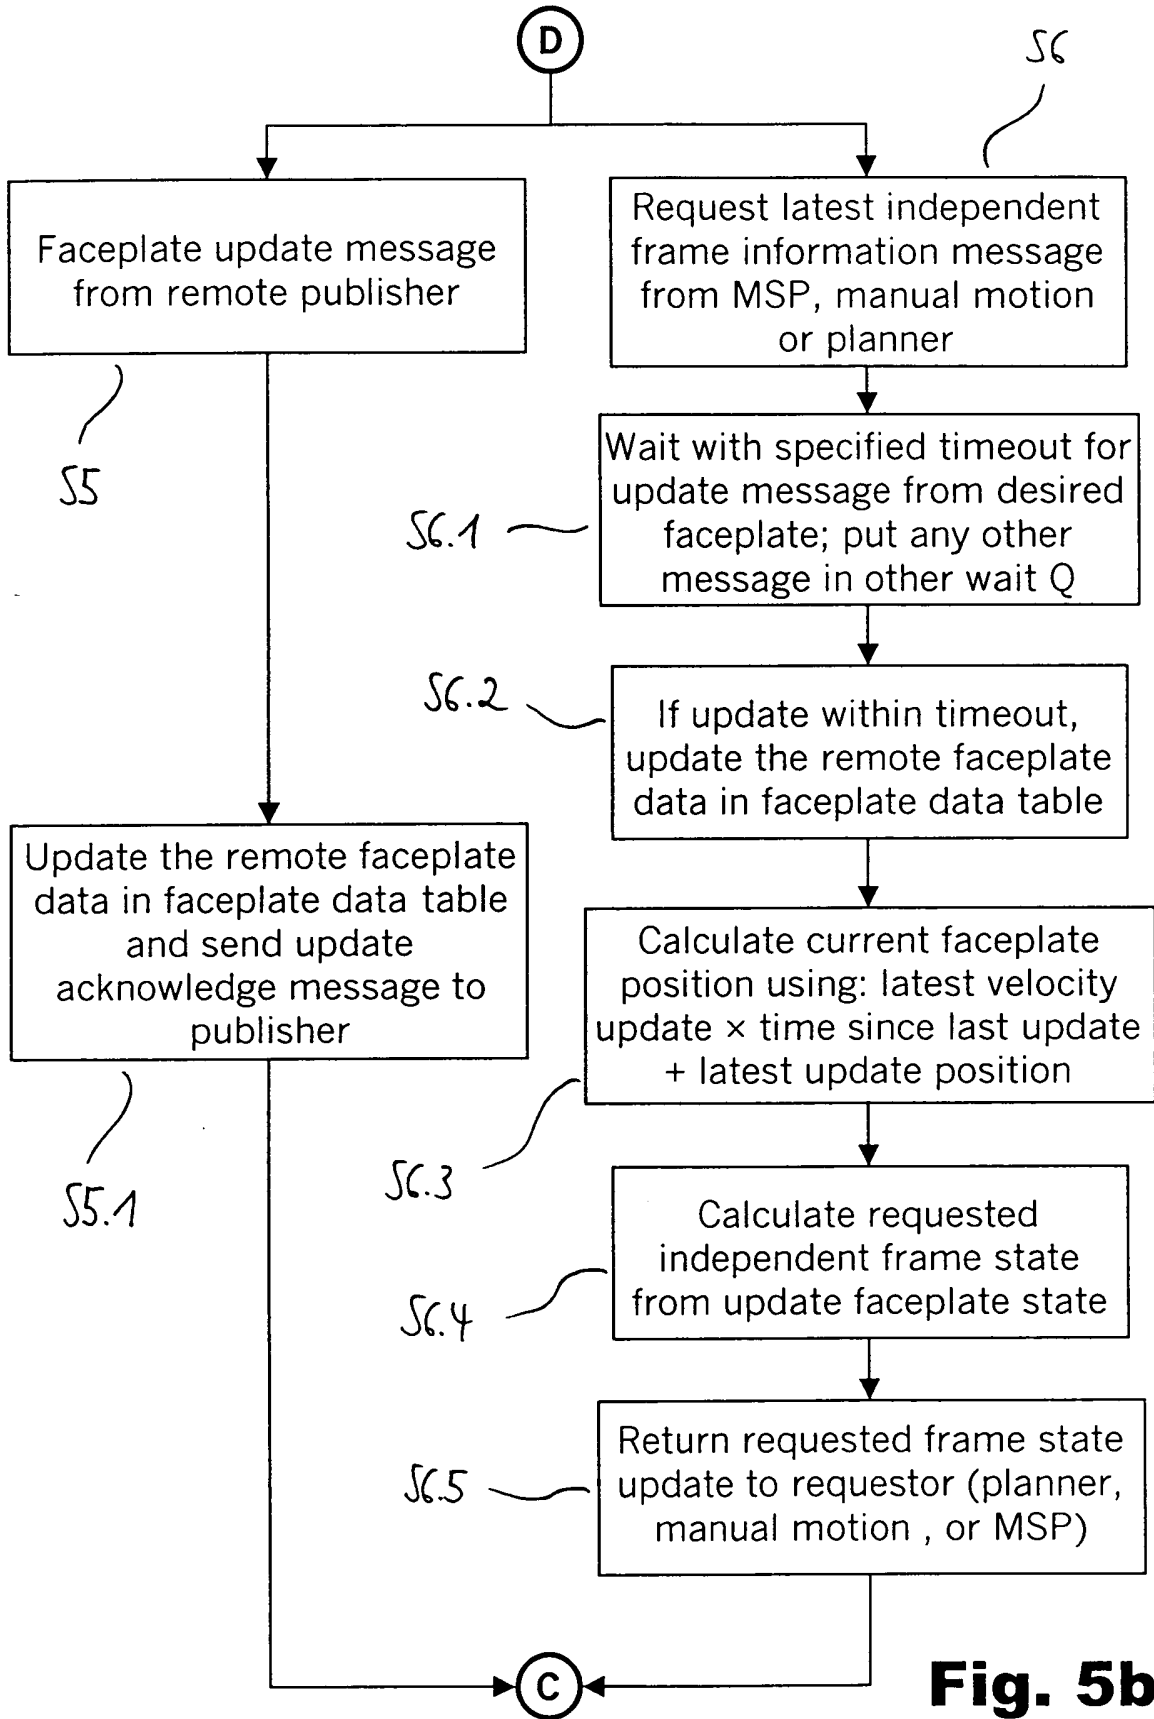 D
S6
Faceplate update message
from remote publisher
S5
Request latest independent
frame information message
from MSP, manual motion
or planner
Wait with specified timeout for
update message from desired
faceplate; put any other
message in other wait Q
S6.1
If update within timeout,
update the remote faceplate
data in faceplate data table
S6.2
Update the remote faceplate
data in faceplate data table
and send update
acknowledge message to
publisher
S5.1
Calculate current faceplate
position using: latest velocity
update × time since last update
+ latest update position
S6.3
Calculate requested
independent frame state
from update faceplate state
S6.4
Return requested frame state
update to requestor (planner,
manual motion , or MSP)
S6.5
C
Fig. 5b